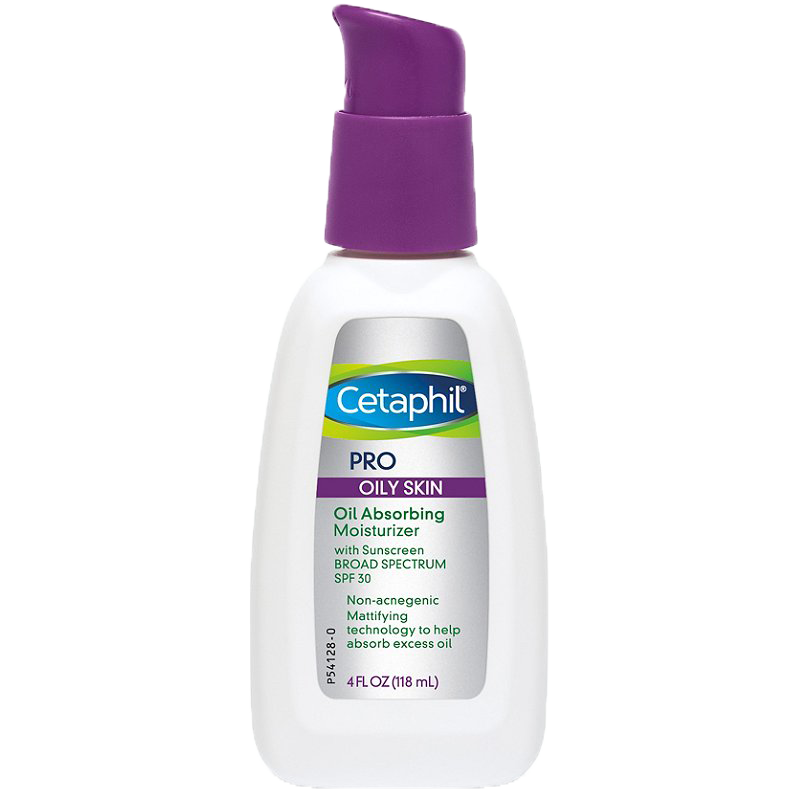 Cetaphil®
PRO
OILY SKIN
Oil Absorbing
Moisturizer
with Sunscreen
BROAD SPECTRUM
SPF 30
Non-acnegenic
Mattifying
technology to help
absorb excess oil
P54128-0
4 FL OZ (118 mL)